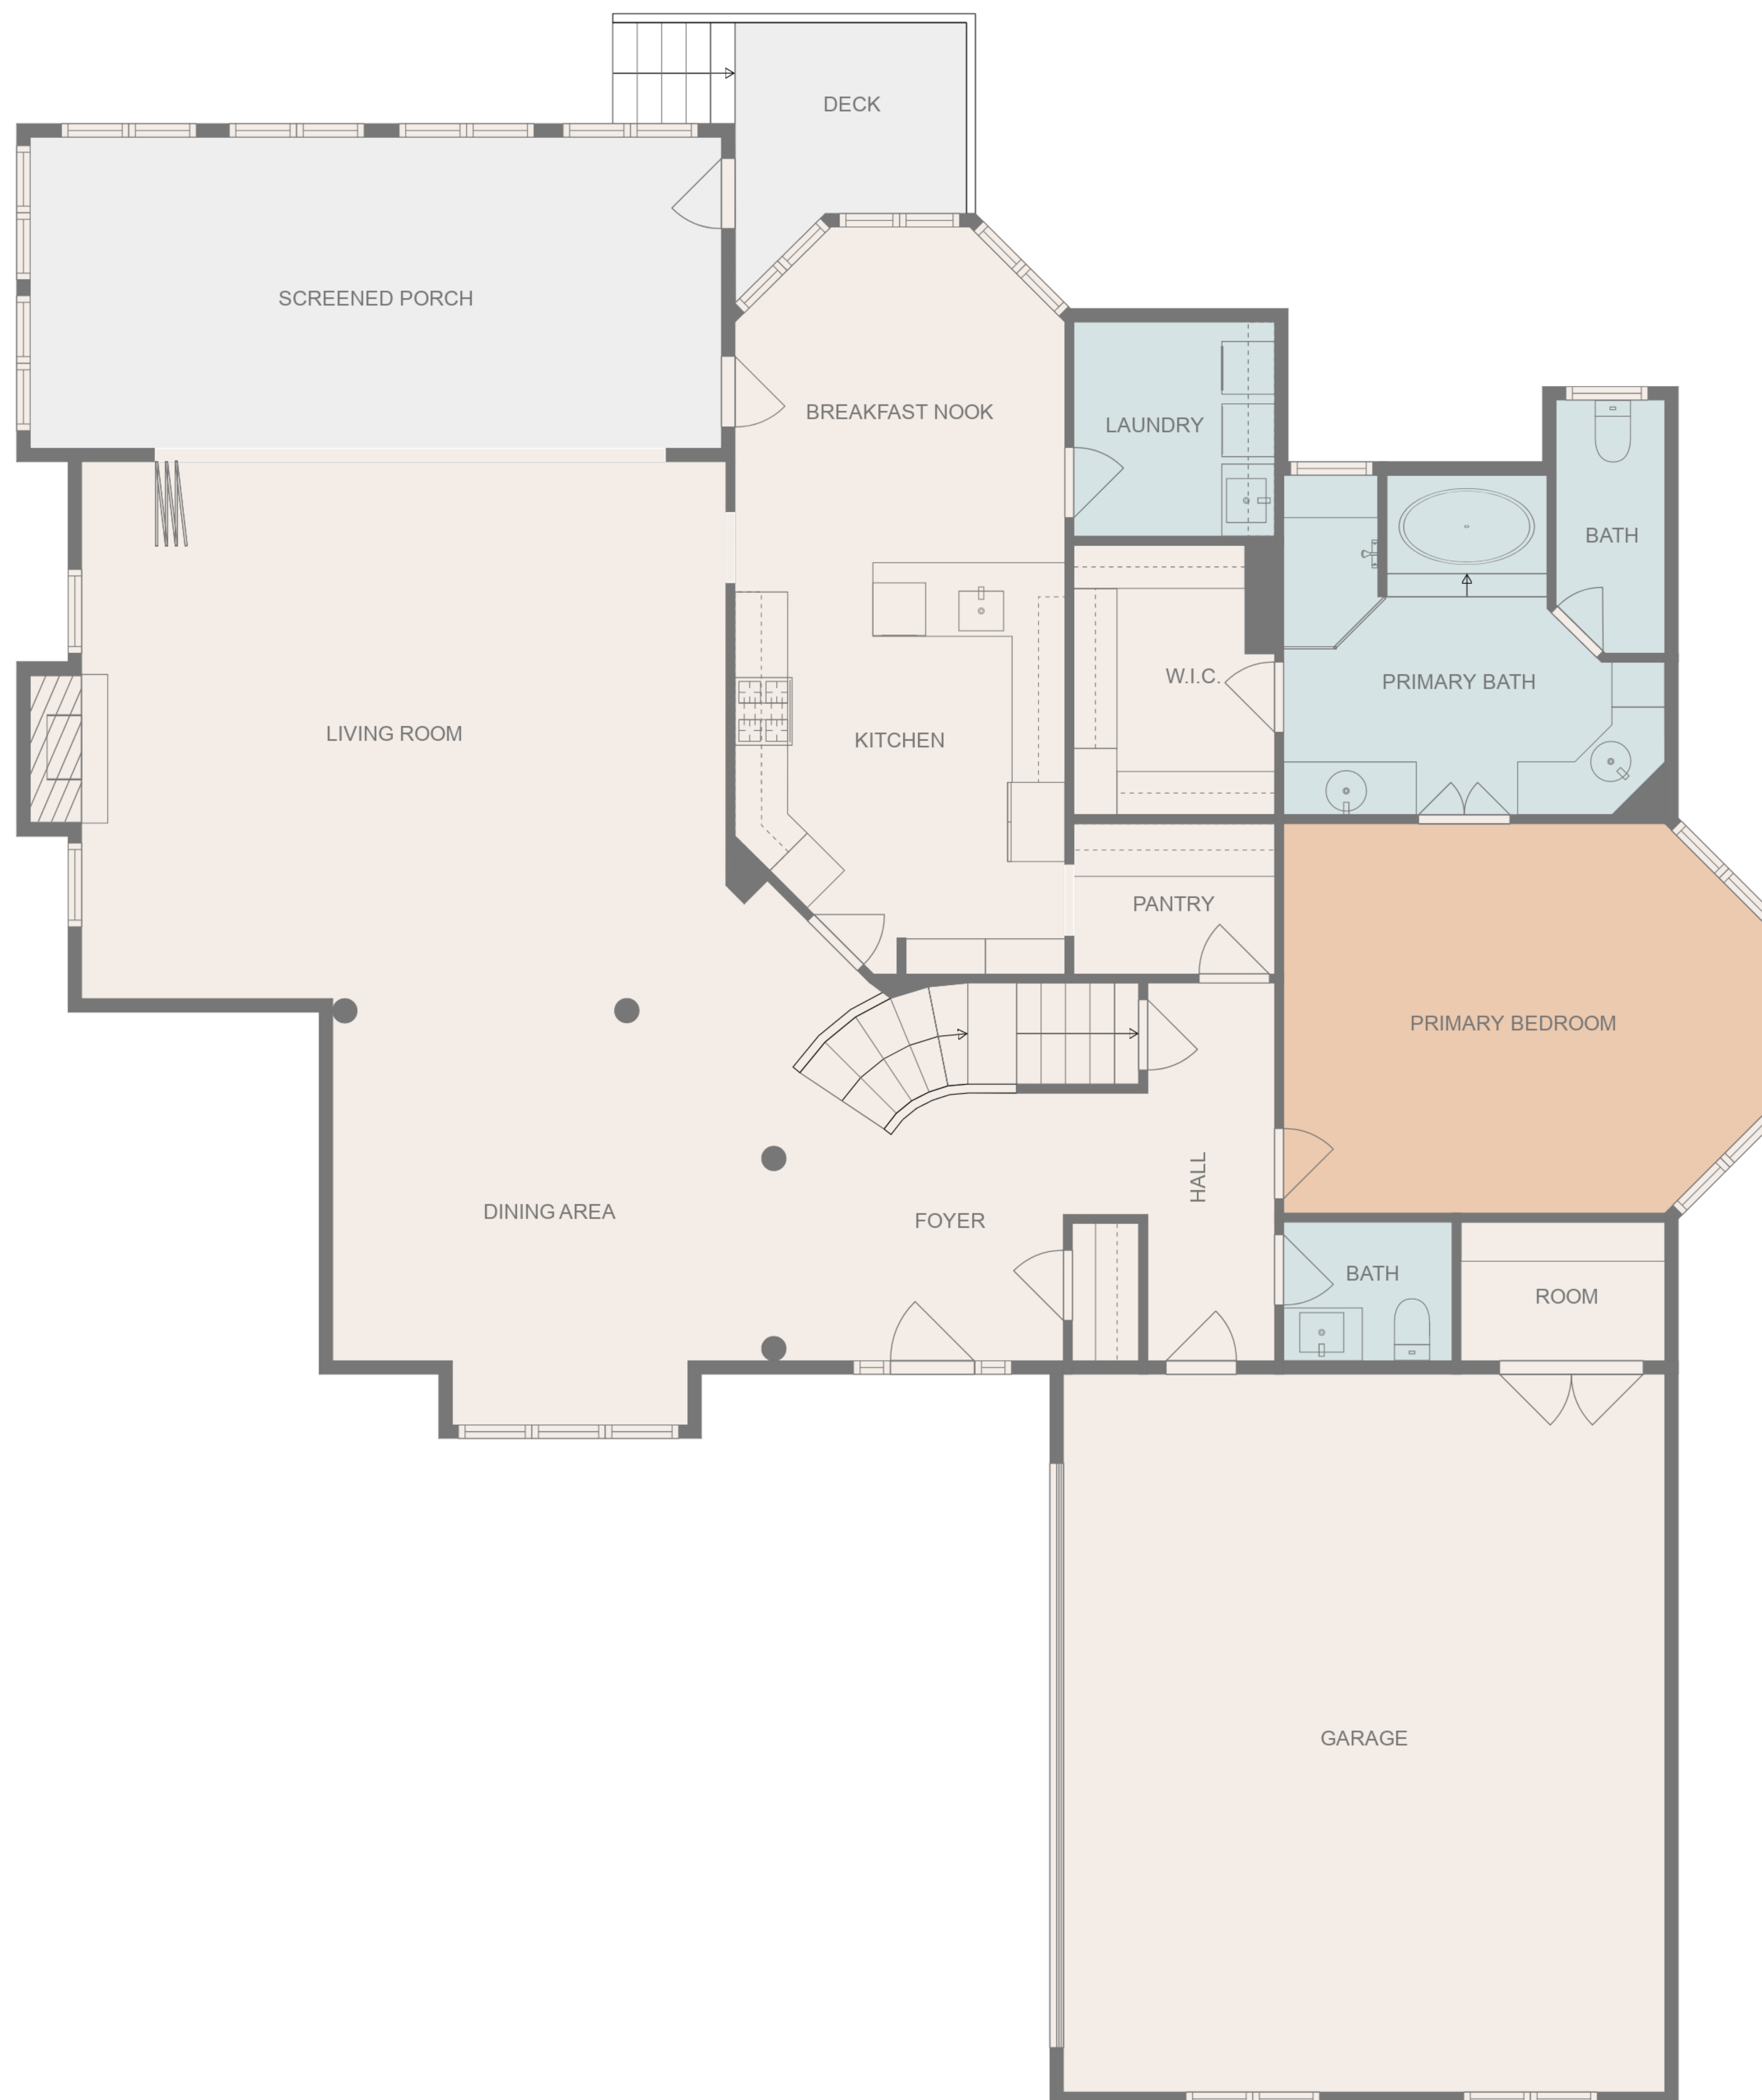 DECK
SCREENED PORCH
BREAKFAST NOOK
LAUNDRY
BATH
W.I.C.
PRIMARY BATH
LIVING ROOM
KITCHEN
PANTRY
PRIMARY BEDROOM
HALL
DINING AREA
FOYER
BATH
ROOM
GARAGE